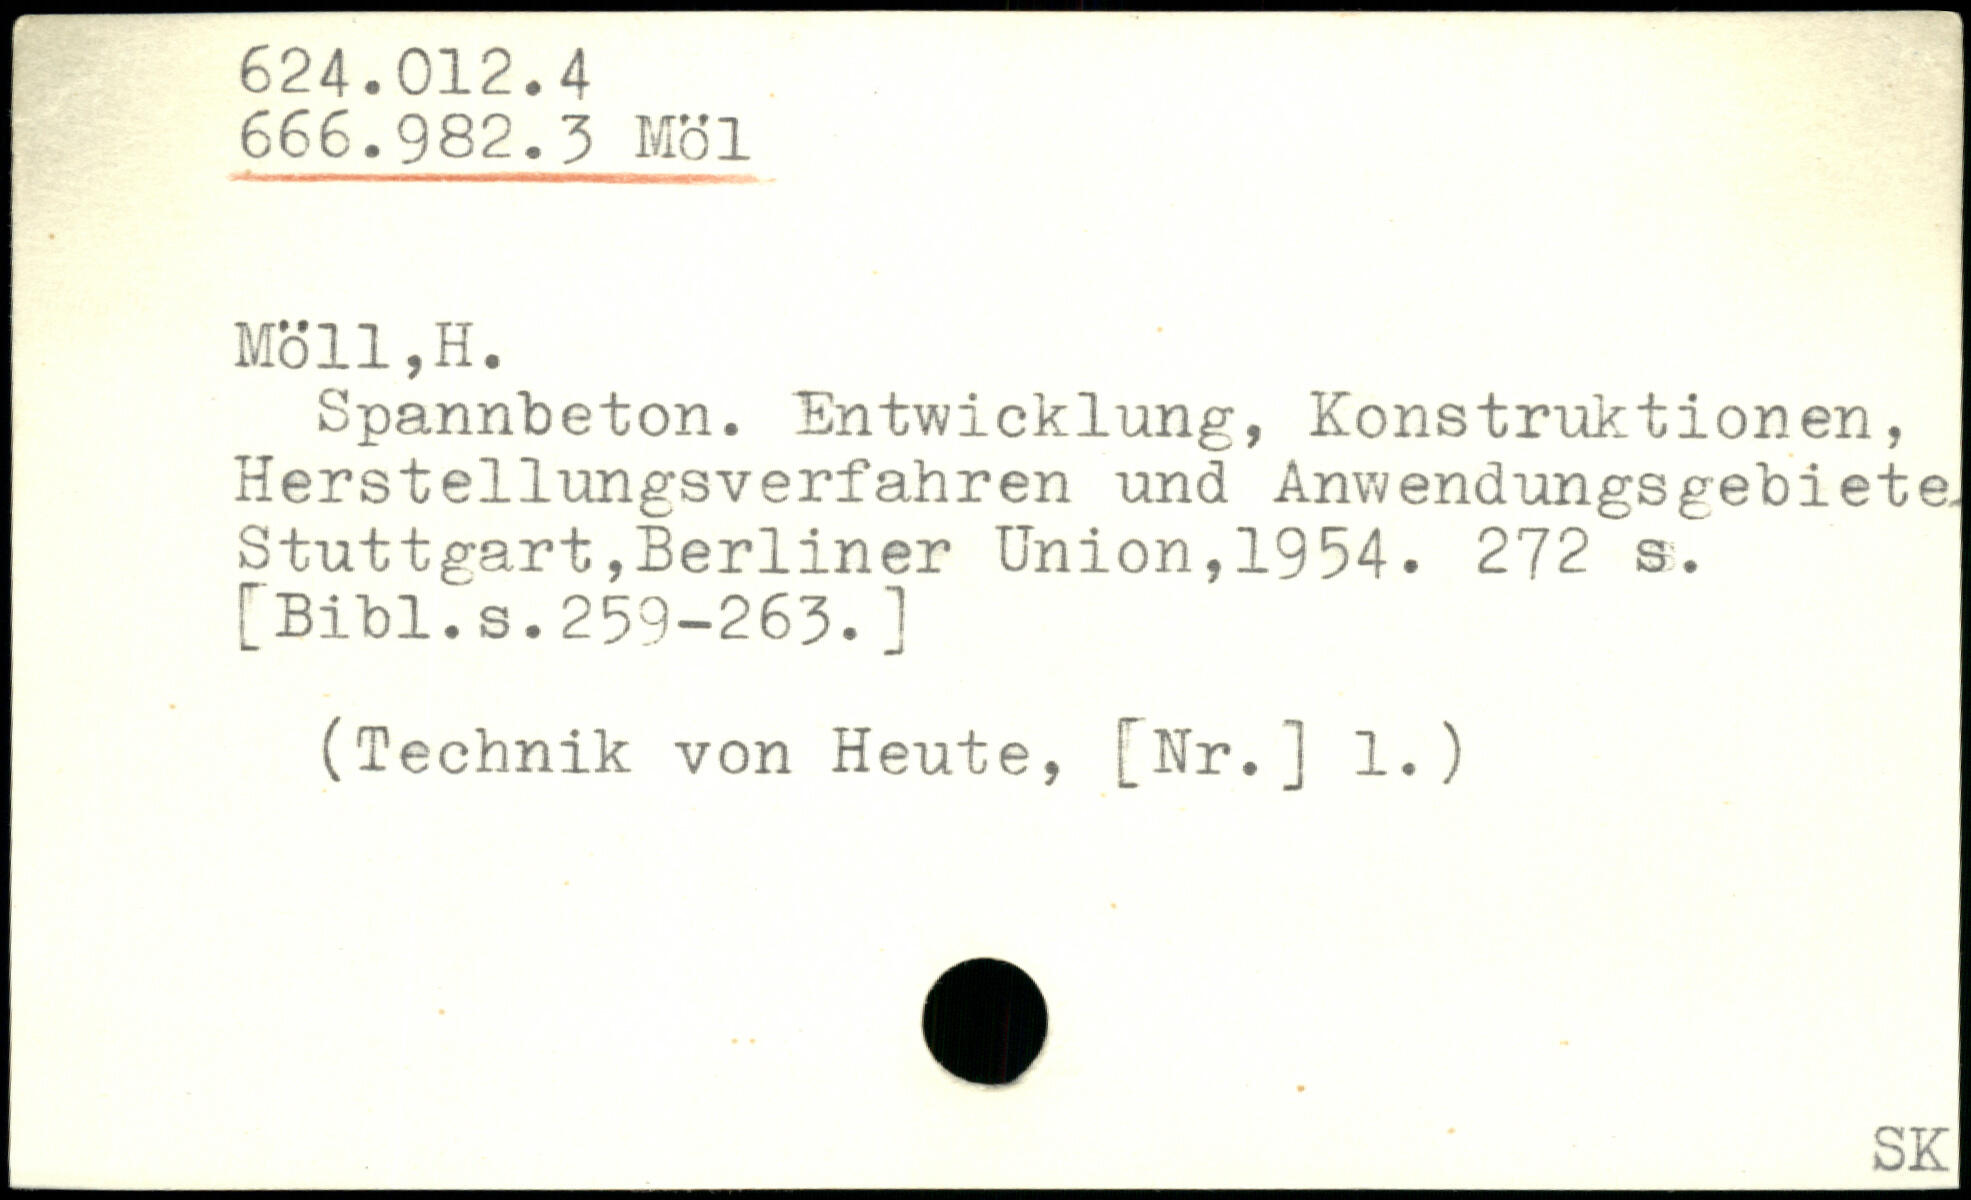 624.012.4
666.982.3 Möl
Möll,H.
Spannbeton. Entwicklung, Konstruktionen,
Herstellungsverfahren und Anwendungsgebiete.
Stuttgart,Berliner Union,1954. 272 s.
[Bibl.s.259-263.]
(Technik von Heute, [Nr.] 1.)
SK